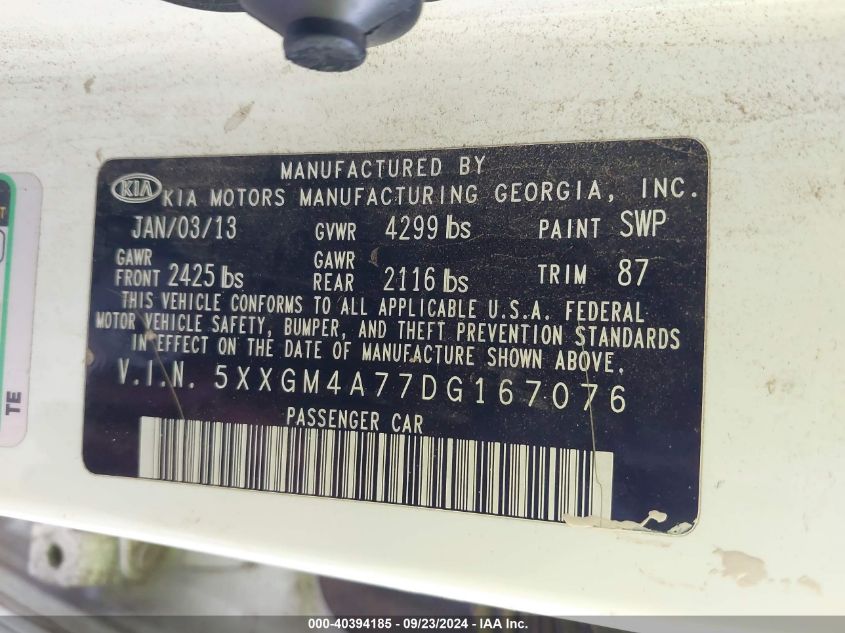 MANUFACTURED BY
KIA KIA MOTORS MANUFACTURING GEORGIA, INC.
JAN/03/13 GVWR 4299 lbs PAINT SWP
GAWR FRONT 2425 lbs GAWR REAR 2116 lbs TRIM 87
THIS VEHICLE CONFORMS TO ALL APPLICABLE U.S.A. FEDERAL
MOTOR VEHICLE SAFETY, BUMPER, AND THEFT PREVENTION STANDARDS
IN EFFECT ON THE DATE OF MANUFACTURE SHOWN ABOVE.
V.I.N. 5XXGM4A77DG167076
PASSENGER CAR
TE
000-40394185 - 09/23/2024 - IAA Inc.